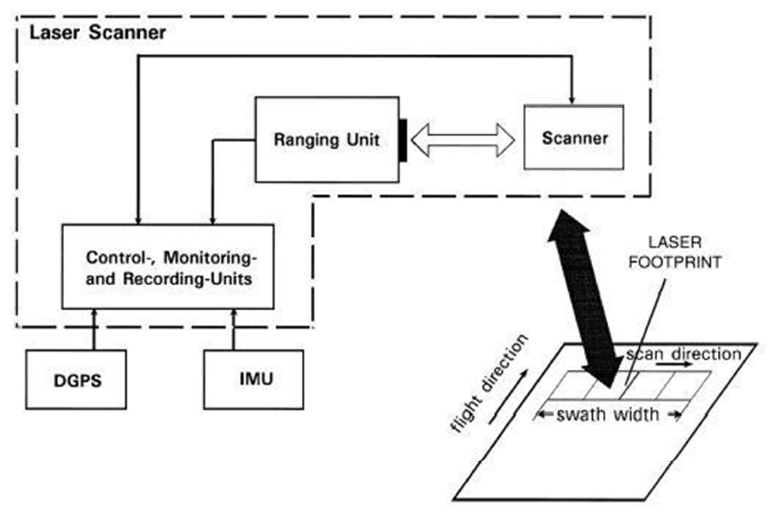 Laser Scanner
Ranging Unit
Scanner
Control-, Monitoring-
and Recording-Units
DGPS
IMU
LASER
FOOTPRINT
scan direction
flight direction
swath width